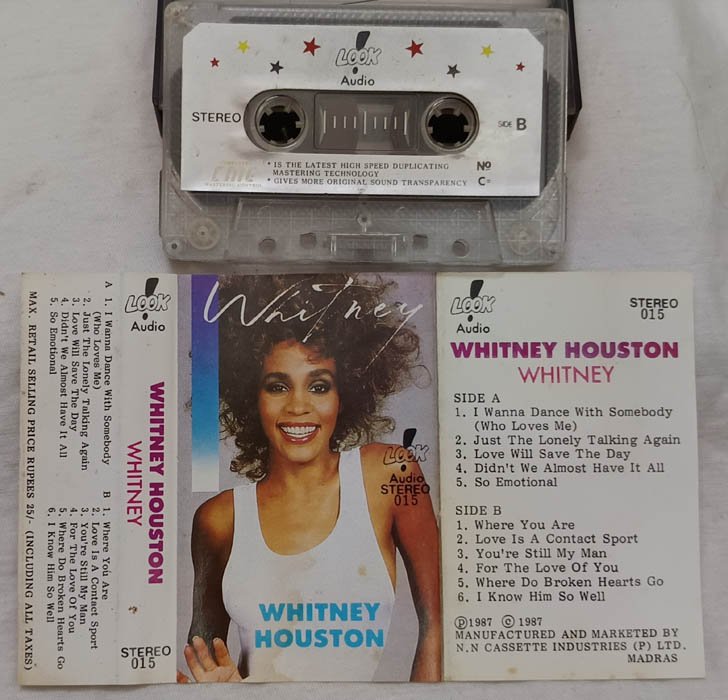 LOOK
Audio
STEREO
SIDE B
COMPLETE
CMC
MASTERING CONTROL
• IS THE LATEST HIGH SPEED DUPLICATING
MASTERING TECHNOLOGY
• GIVES MORE ORIGINAL SOUND TRANSPARENCY
Nº
C=
A 1. I Wanna Dance With Somebody
(Who Loves Me)
2. Just The Lonely Talking Again
3. Love Will Save The Day
4. Didn't We Almost Have It All
5. So Emotional
B 1. Where You Are
2. Love Is A Contact Sport
3. You're Still My Man
4. For The Love Of You
5. Where Do Broken Hearts Go
6. I Know Him So Well
MAX. RETAIL SELLING PRICE RUPEES 25/- (INCLUDING ALL TAXES)
LOOK
Audio
WHITNEY HOUSTON
WHITNEY
STEREO
015
Whitney
LOOK
Audio
STEREO
015
WHITNEY
HOUSTON
LOOK
Audio
STEREO
015
WHITNEY HOUSTON
WHITNEY
SIDE A
1. I Wanna Dance With Somebody
(Who Loves Me)
2. Just The Lonely Talking Again
3. Love Will Save The Day
4. Didn't We Almost Have It All
5. So Emotional
SIDE B
1. Where You Are
2. Love Is A Contact Sport
3. You're Still My Man
4. For The Love Of You
5. Where Do Broken Hearts Go
6. I Know Him So Well
℗1987 ©1987
MANUFACTURED AND MARKETED BY
N.N CASSETTE INDUSTRIES (P) LTD.
MADRAS